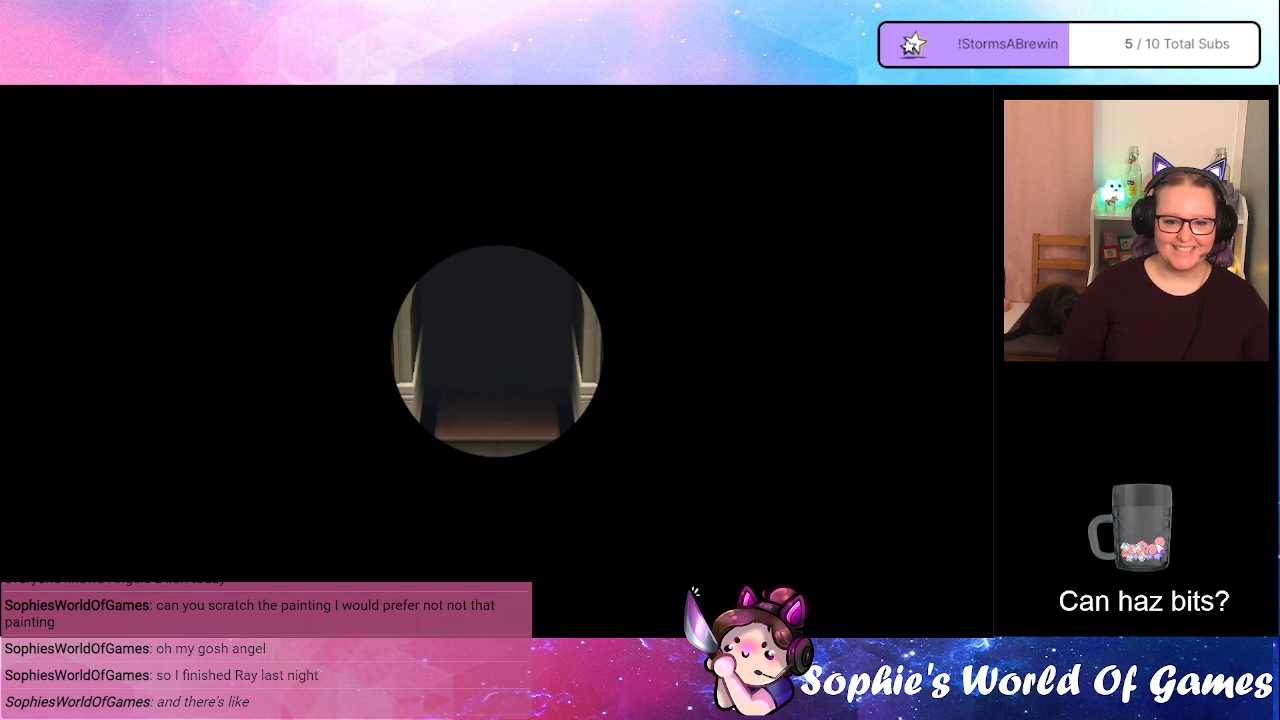 !StormsABrewin 5 / 10 Total Subs
SophiesWorldOfGames: can you scratch the painting I would prefer not not that
painting
SophiesWorldOfGames: oh my gosh angel
SophiesWorldOfGames: so I finished Ray last night
SophiesWorldOfGames: and there's like
Can haz bits?
Sophie's World Of Games